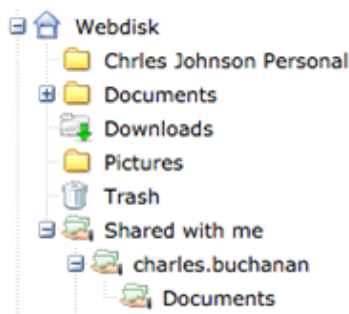 Webdisk
Chrles Johnson Personal
Documents
Downloads
Pictures
Trash
Shared with me
charles.buchanan
Documents